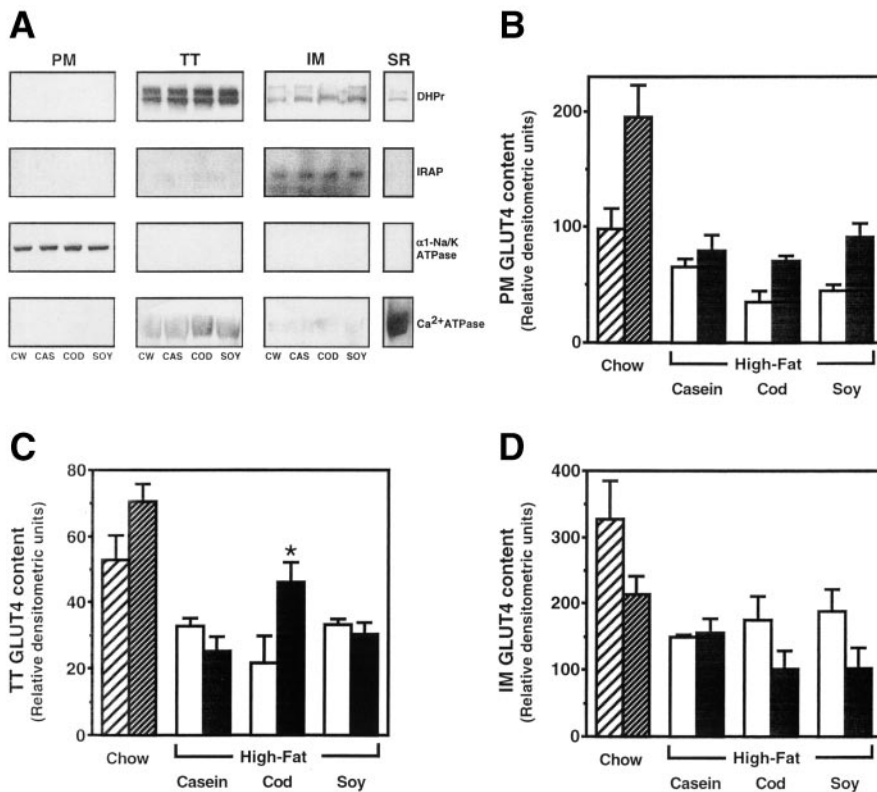 A
PM TT IM SR
DHPr
IRAP
α1-Na/K
ATPase
Ca2+ATPase
CW CAS COD SOY CW CAS COD SOY CW CAS COD SOY
B
PM GLUT4 content
(Relative densitometric units)
200
100
0
Chow
High-Fat
Casein Cod Soy
C
TT GLUT4 content
(Relative densitometric units)
80
60
40
20
0
*
Chow
High-Fat
Casein Cod Soy
D
IM GLUT4 content
(Relative densitometric units)
400
300
200
150
100
0
Chow
High-Fat
Casein Cod Soy